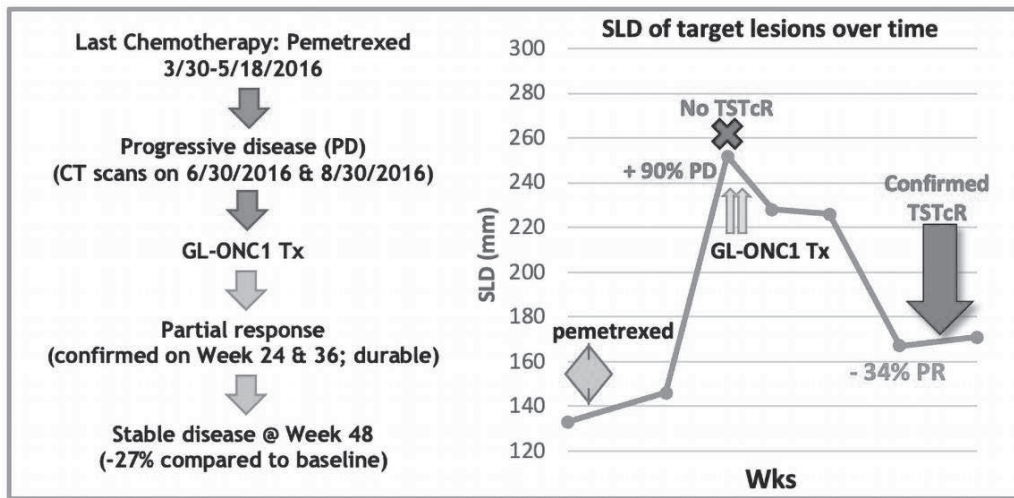 Last Chemotherapy: Pemetrexed
3/30-5/18/2016
Progressive disease (PD)
(CT scans on 6/30/2016 & 8/30/2016)
GL-ONC1 Tx
Partial response
(confirmed on Week 24 & 36; durable)
Stable disease @ Week 48
(-27% compared to baseline)
SLD of target lesions over time
SLD (mm)
300
280
260
240
220
200
180
160
140
120
No TSTcR
+ 90% PD
GL-ONC1 Tx
Confirmed
TSTcR
pemetrexed
- 34% PR
Wks